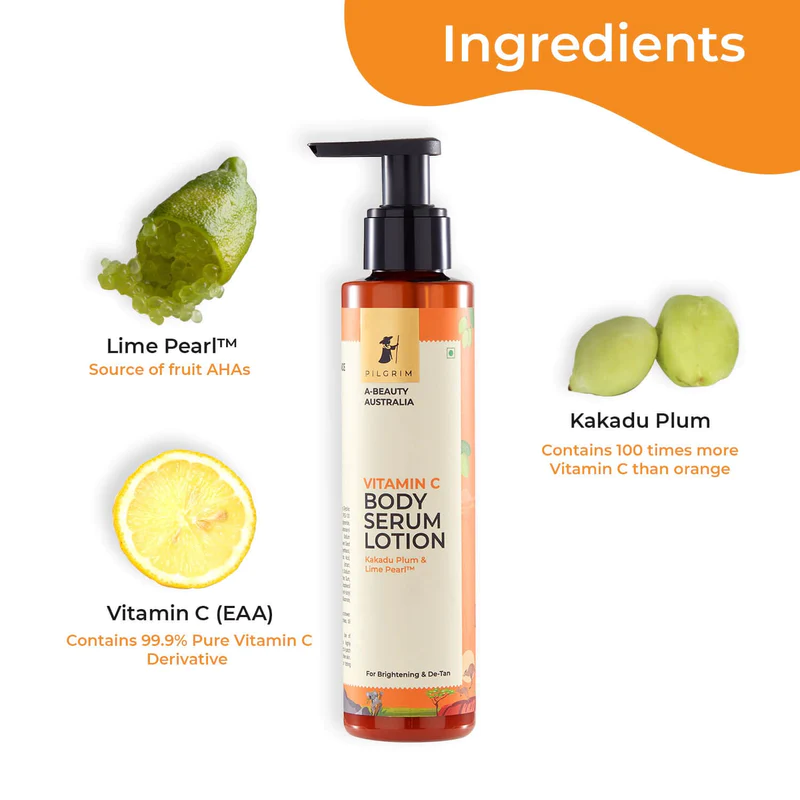 Ingredients
Lime Pearl™
Source of fruit AHAs
Vitamin C (EAA)
Contains 99.9% Pure Vitamin C
Derivative
PiLGRiM
A-BEAUTY
AUSTRALIA
VITAMIN C
BODY
SERUM
LOTION
Kakadu Plum &
Lime Pearl™
For Brightening & De-Tan
Kakadu Plum
Contains 100 times more
Vitamin C than orange